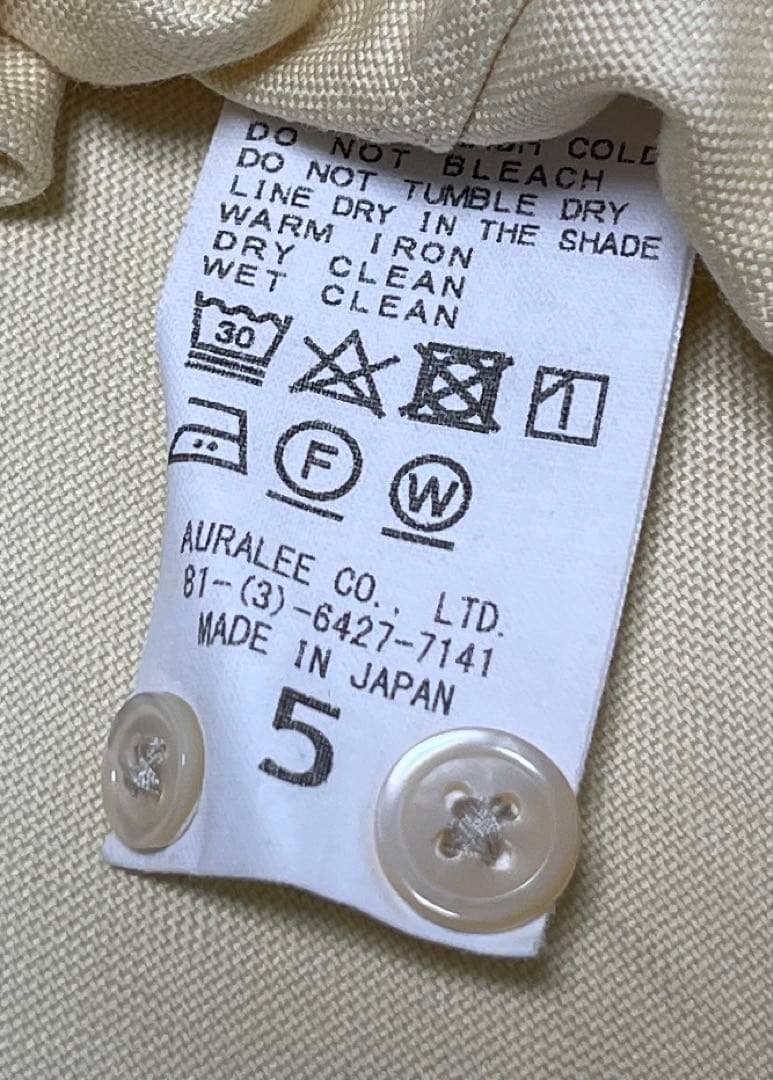 COLD
DO NOT BLEACH
DO NOT TUMBLE DRY
LINE DRY IN THE SHADE
WARM IRON
DRY CLEAN
WET CLEAN
30
F W
AURALEE CO., LTD.
81-(3)-6427-7141
MADE IN JAPAN
5